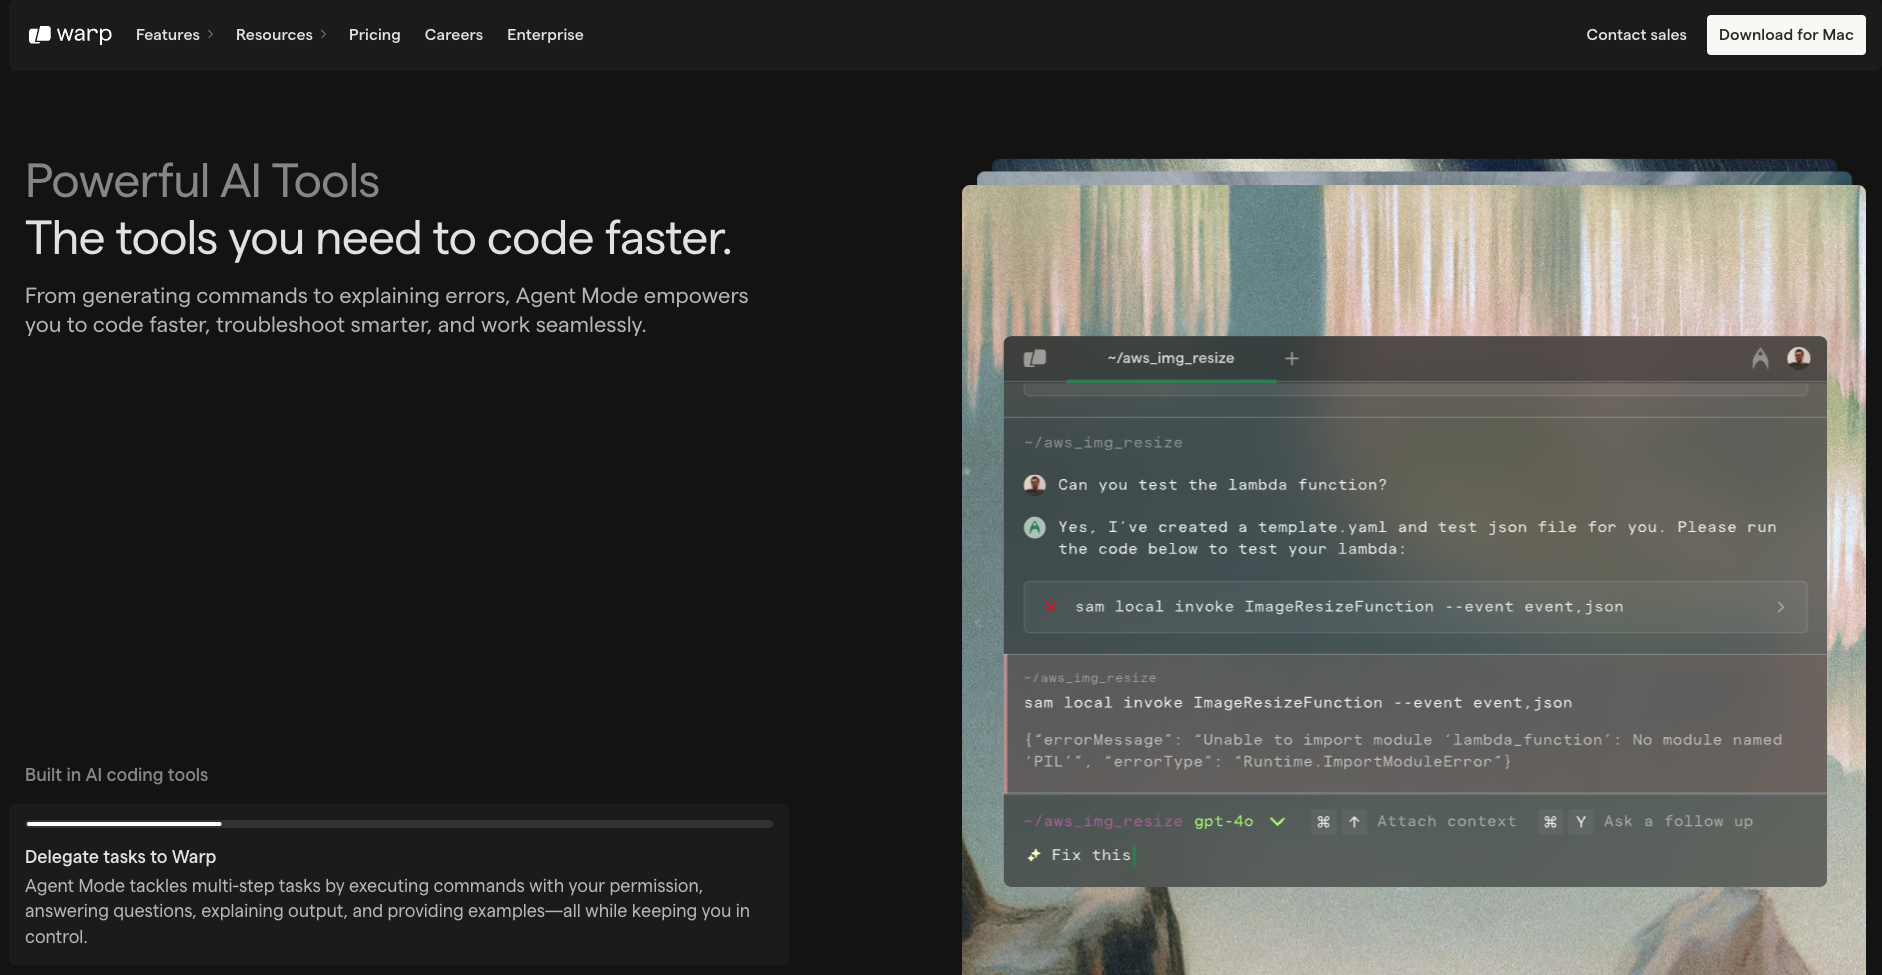 warp
Features
Resources
Pricing
Careers
Enterprise
Contact sales
Download for Mac
Powerful AI Tools
The tools you need to code faster.
From generating commands to explaining errors, Agent Mode empowers
you to code faster, troubleshoot smarter, and work seamlessly.
Built in AI coding tools
Delegate tasks to Warp
Agent Mode tackles multi-step tasks by executing commands with your permission,
answering questions, explaining output, and providing examples—all while keeping you in
control.
~/aws_img_resize
~/aws_img_resize
Can you test the lambda function?
Yes, I’ve created a template.yaml and test json file for you. Please run
the code below to test your lambda:
sam local invoke ImageResizeFunction --event event,json
~/aws_img_resize
sam local invoke ImageResizeFunction --event event,json
{“errorMessage”: “Unable to import module ‘lambda_function’: No module named
‘PIL’”, “errorType”: “Runtime.ImportModuleError”}
~/aws_img_resize gpt-4o ⌘ ↑ Attach context ⌘ Y Ask a follow up
Fix this